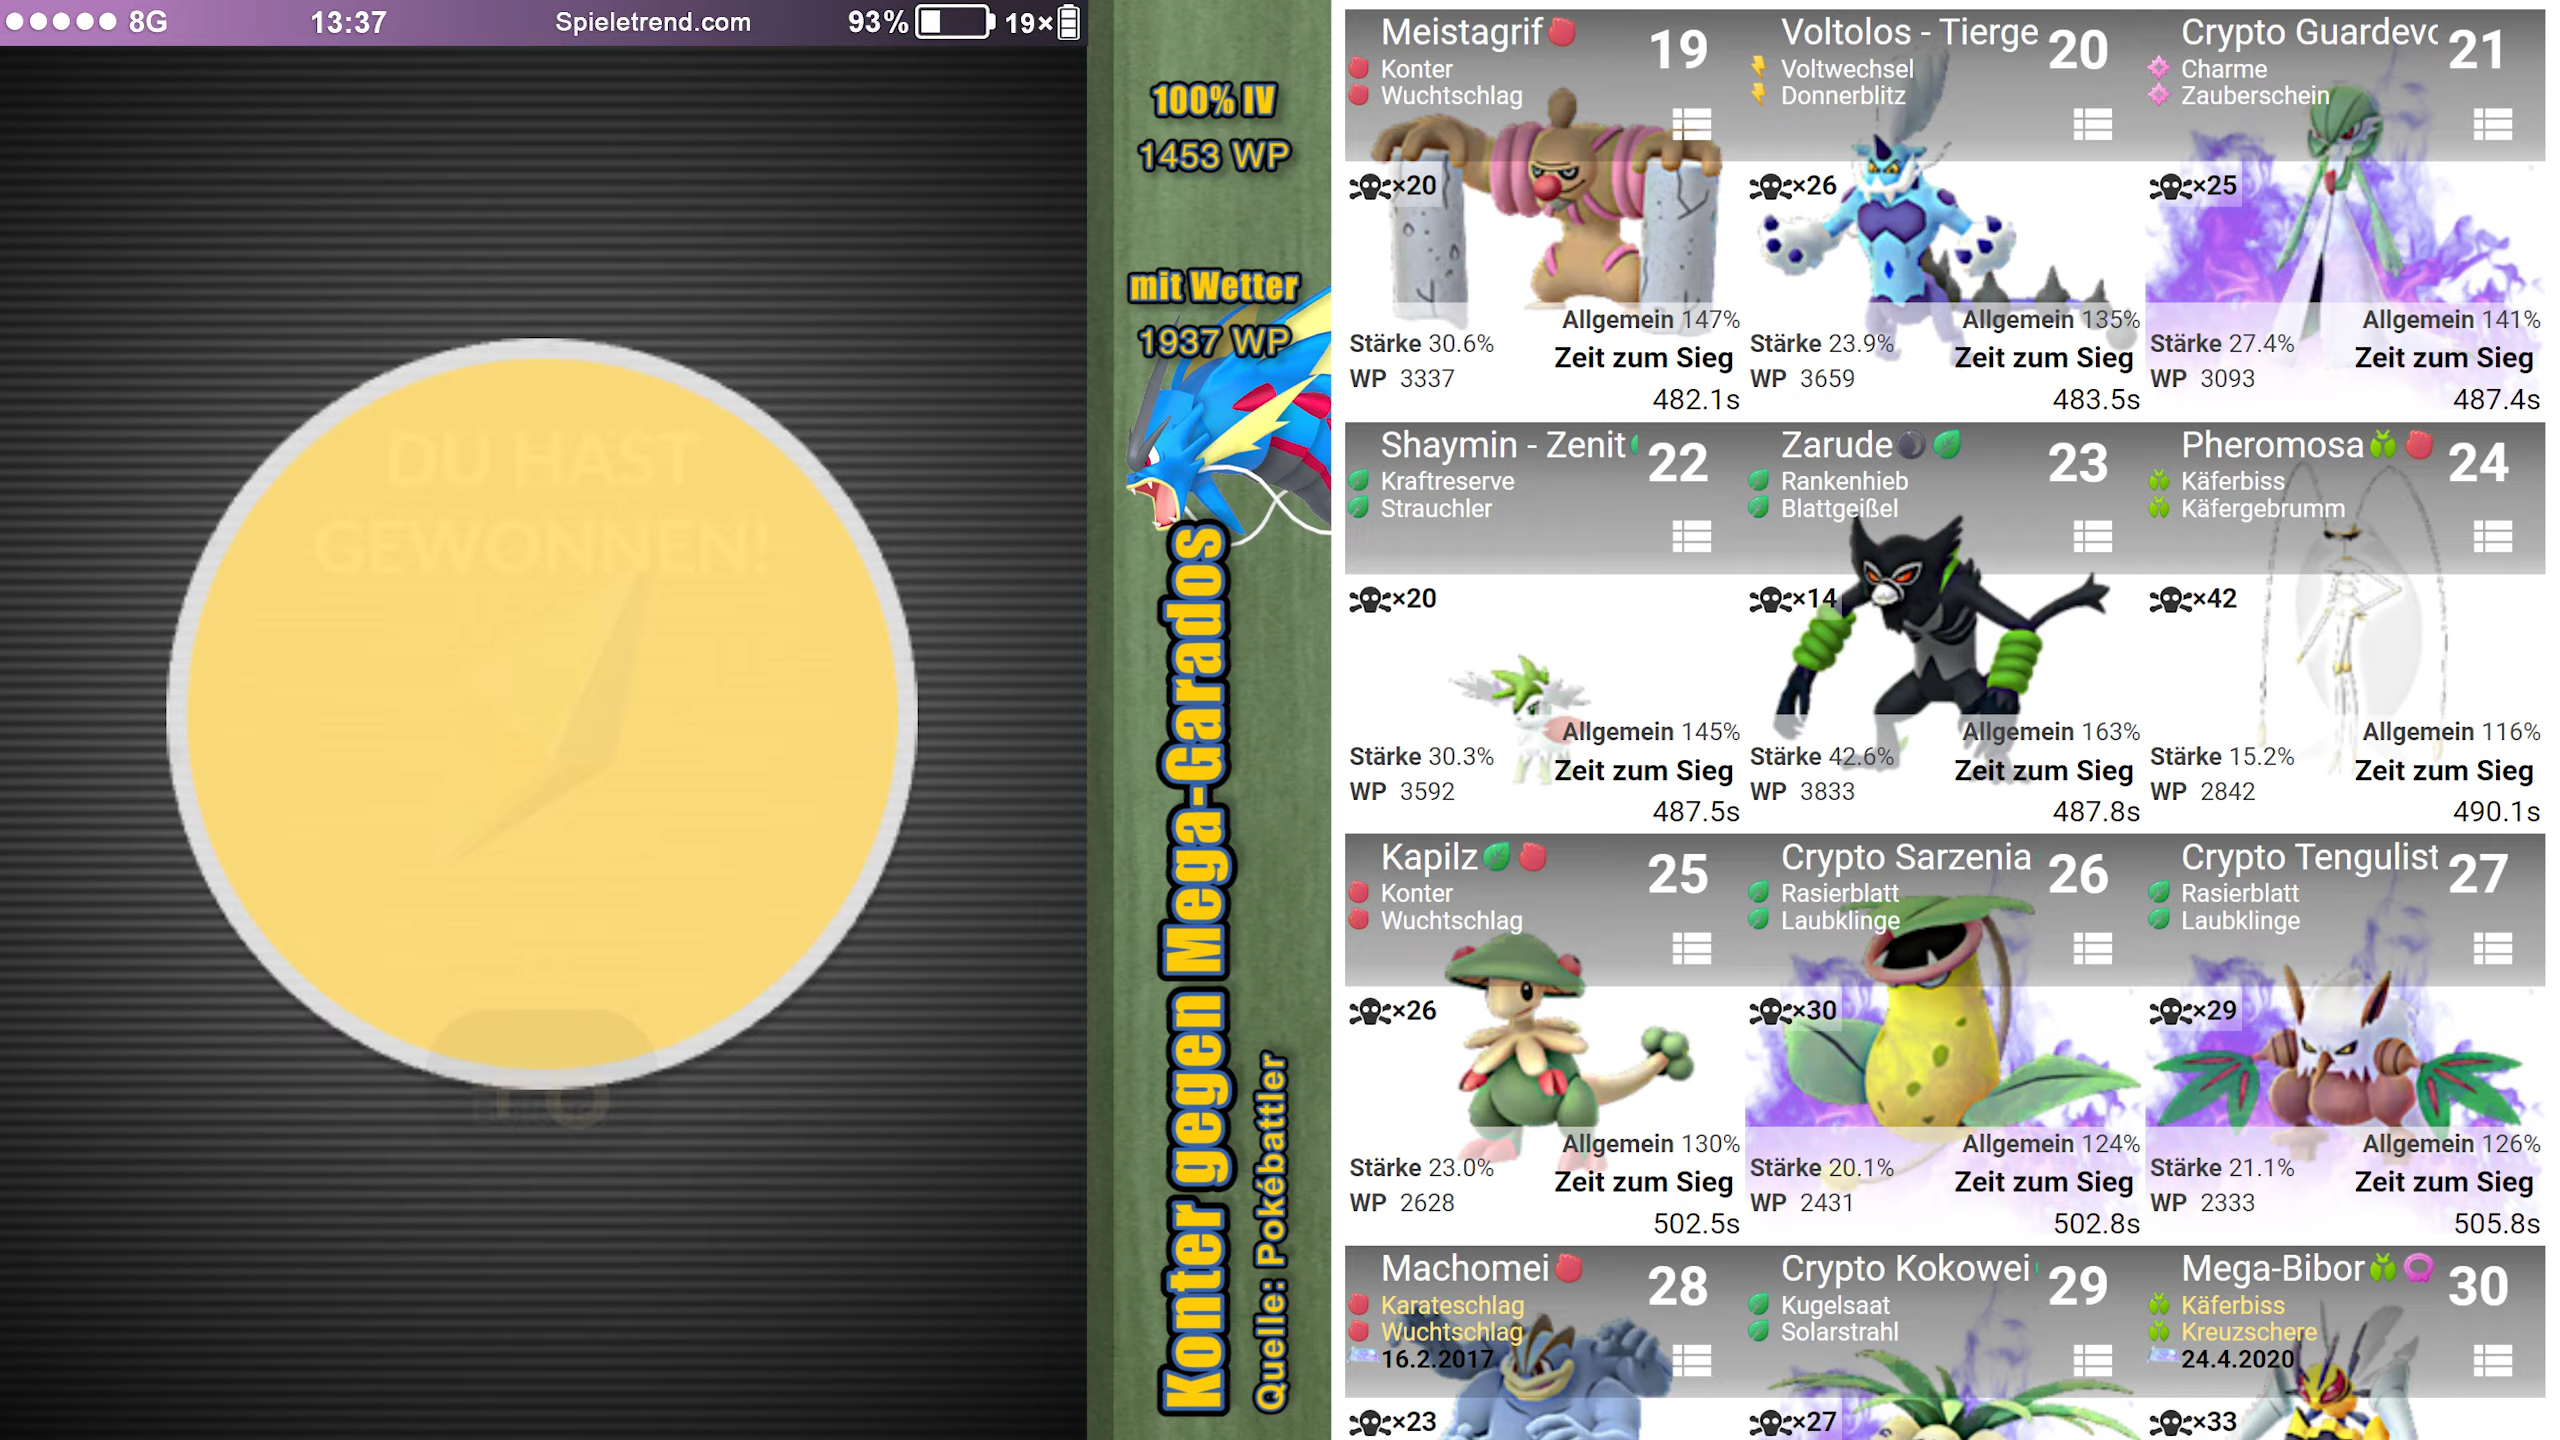 8G
13:37
Spieletrend.com
93%
19×
DU HAST
GEWONNEN!
100% IV
1453 WP
mit Wetter
1937 WP
Konter gegen Mega-Garados
Quelle: Pokébattler
Meistagrif
19
Konter
Wuchtschlag
×20
Allgemein 147%
Stärke 30.6%
Zeit zum Sieg
WP 3337
482.1s
Voltolos - Tierge
20
Voltwechsel
Donnerblitz
×26
Allgemein 135%
Stärke 23.9%
Zeit zum Sieg
WP 3659
483.5s
Crypto Guardevo
21
Charme
Zauberschein
×25
Allgemein 141%
Stärke 27.4%
Zeit zum Sieg
WP 3093
487.4s
Shaymin - Zenit
22
Kraftreserve
Strauchler
×20
Allgemein 145%
Stärke 30.3%
Zeit zum Sieg
WP 3592
487.5s
Zarude
23
Rankenhieb
Blattgeißel
×14
Allgemein 163%
Stärke 42.6%
Zeit zum Sieg
WP 3833
487.8s
Pheromosa
24
Käferbiss
Käfergebrumm
×42
Allgemein 116%
Stärke 15.2%
Zeit zum Sieg
WP 2842
490.1s
Kapilz
25
Konter
Wuchtschlag
×26
Allgemein 130%
Stärke 23.0%
Zeit zum Sieg
WP 2628
502.5s
Crypto Sarzenia
26
Rasierblatt
Laubklinge
×30
Allgemein 124%
Stärke 20.1%
Zeit zum Sieg
WP 2431
502.8s
Crypto Tengulist
27
Rasierblatt
Laubklinge
×29
Allgemein 126%
Stärke 21.1%
Zeit zum Sieg
WP 2333
505.8s
Machomei
28
Karateschlag
Wuchtschlag
16.2.2017
×23
Crypto Kokowei
29
Kugelsaat
Solarstrahl
×27
Mega-Bibor
30
Käferbiss
Kreuzschere
24.4.2020
×33